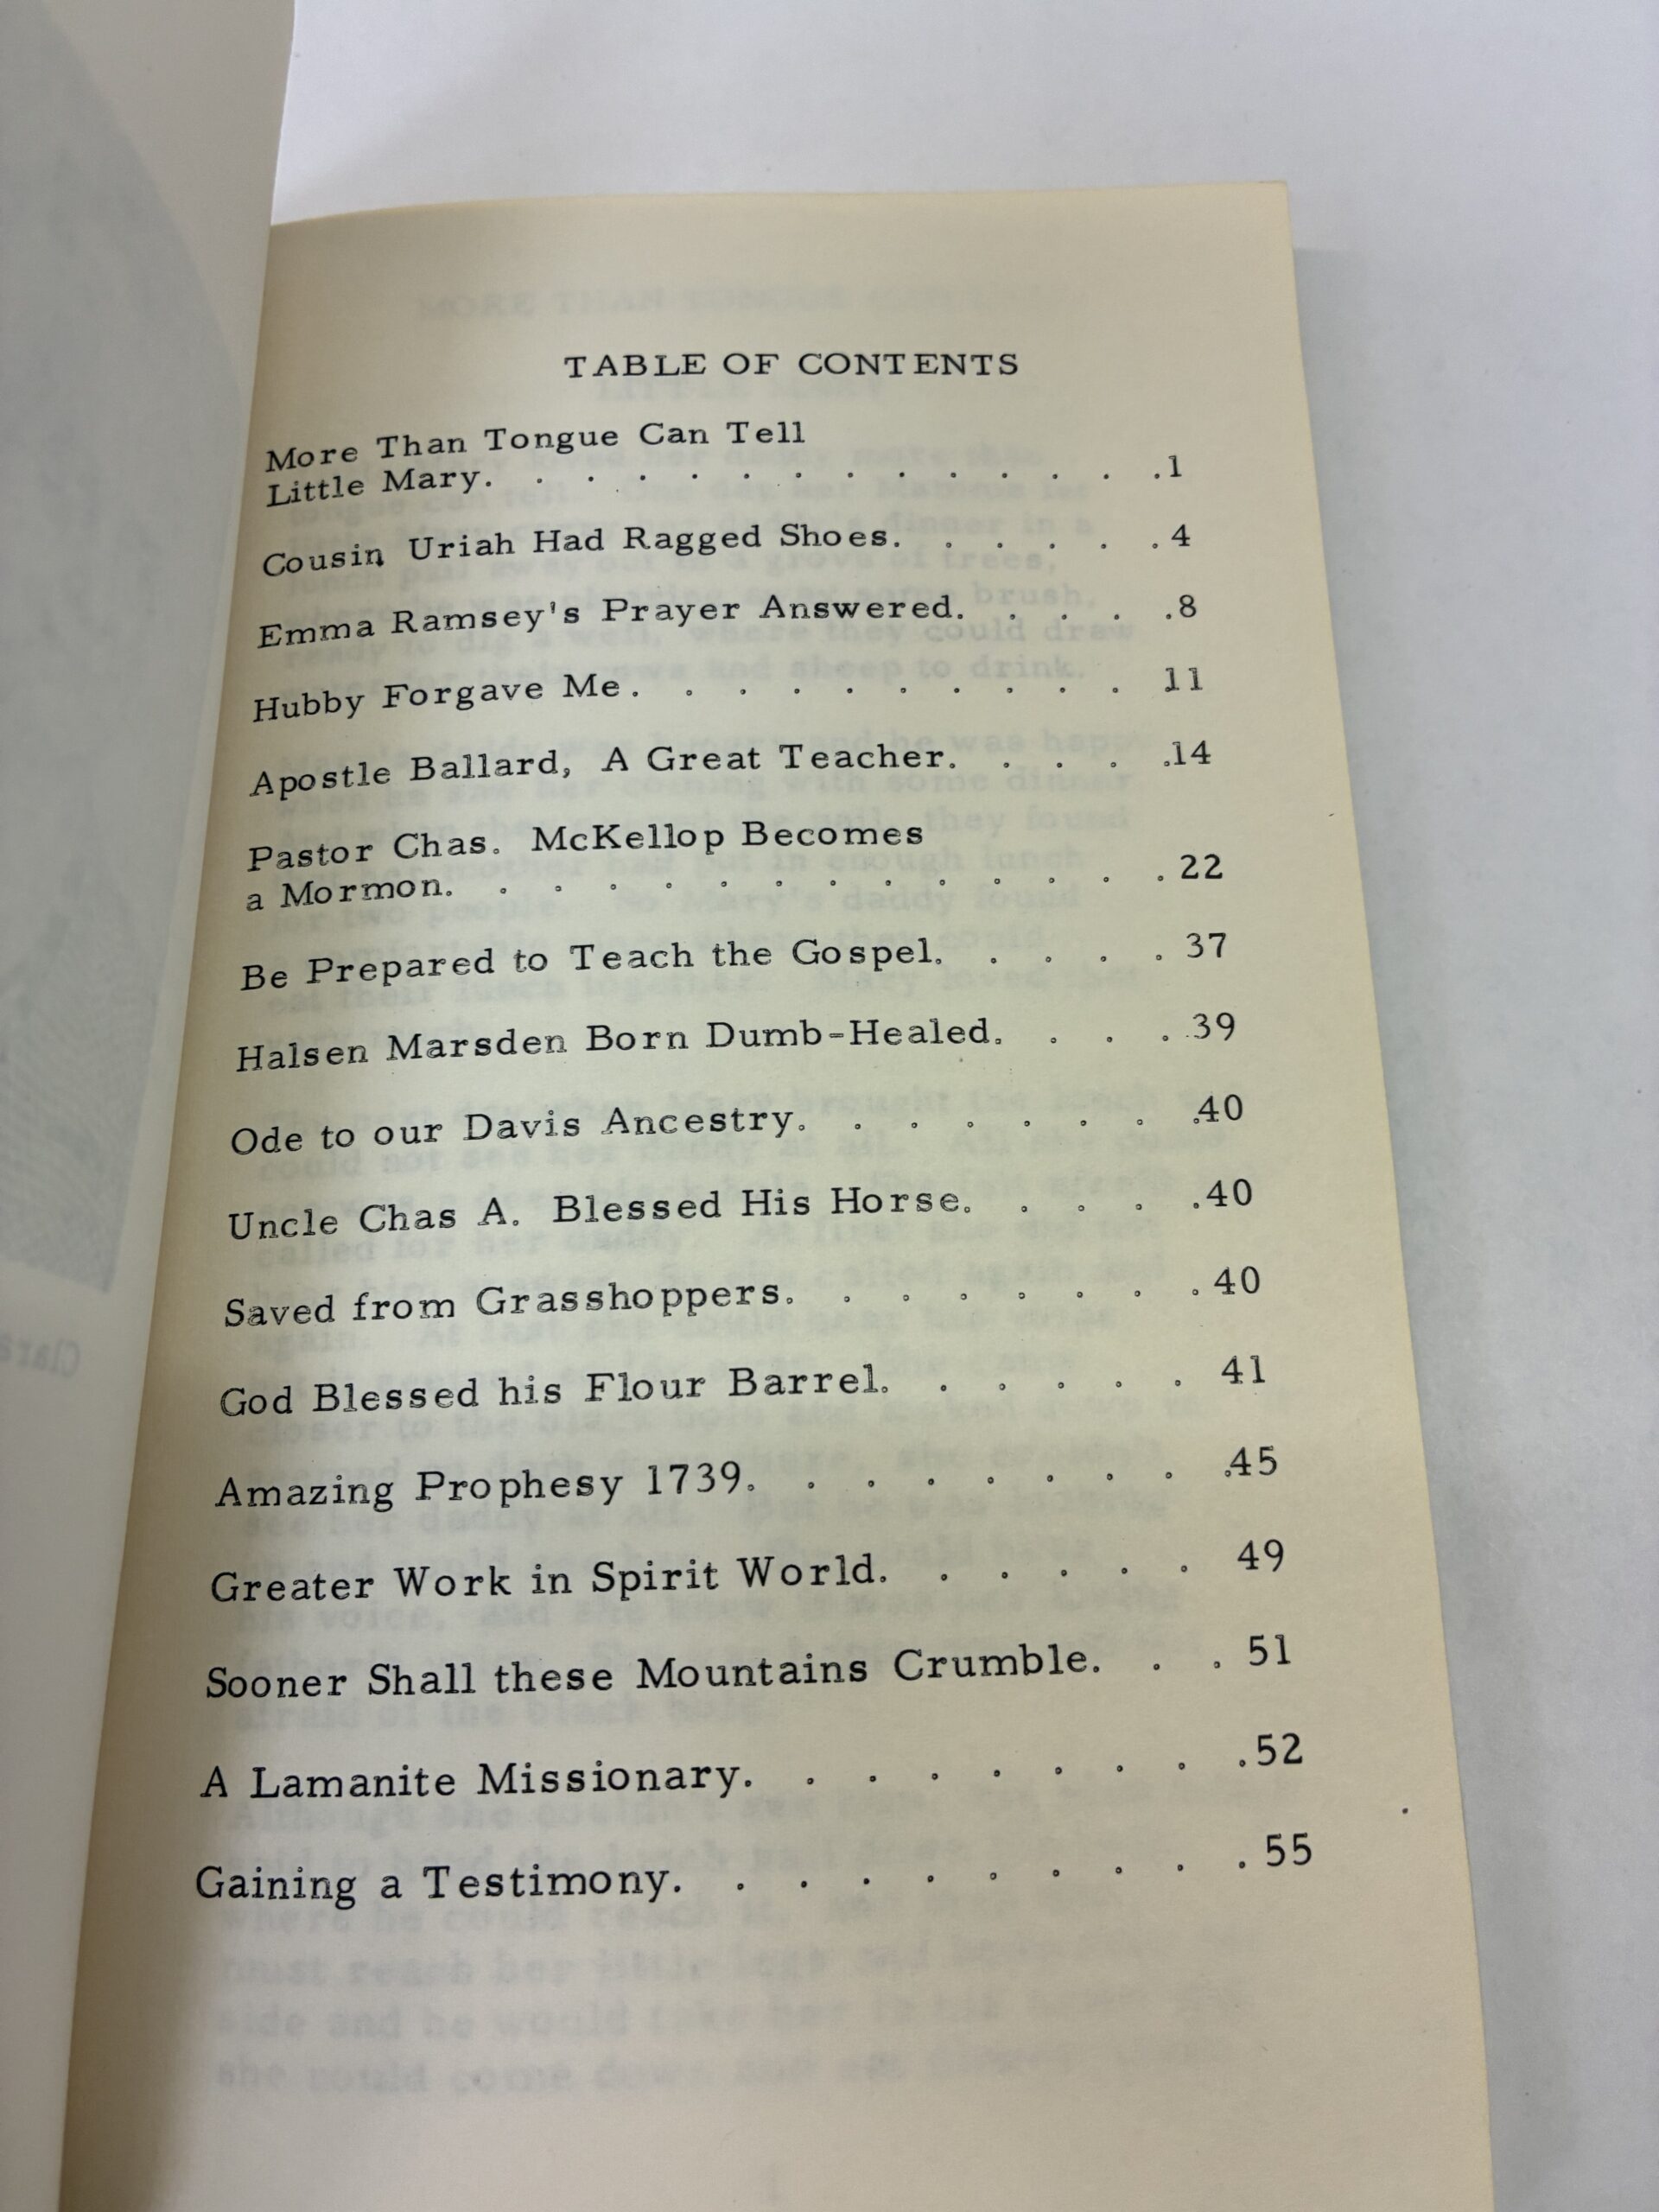 TABLE OF CONTENTS
More Than Tongue Can Tell
Little Mary. . . . . . . . . . . . . .1
Cousin Uriah Had Ragged Shoes. . . . . .4
Emma Ramsey's Prayer Answered. . . . .8
Hubby Forgave Me. . . . . . . . . . 11
Apostle Ballard, A Great Teacher. . . . .14
Pastor Chas. McKellop Becomes
a Mormon. . . . . . . . . . . . . . 22
Be Prepared to Teach the Gospel. . . . . 37
Halsen Marsden Born Dumb-Healed. . . . .39
Ode to our Davis Ancestry. . . . . . . .40
Uncle Chas A. Blessed His Horse. . . . .40
Saved from Grasshoppers. . . . . . . . 40
God Blessed his Flour Barrel. . . . . . 41
Amazing Prophesy 1739. . . . . . . . .45
Greater Work in Spirit World. . . . . . 49
Sooner Shall these Mountains Crumble. . . 51
A Lamanite Missionary. . . . . . . . .52
Gaining a Testimony. . . . . . . . . . 55